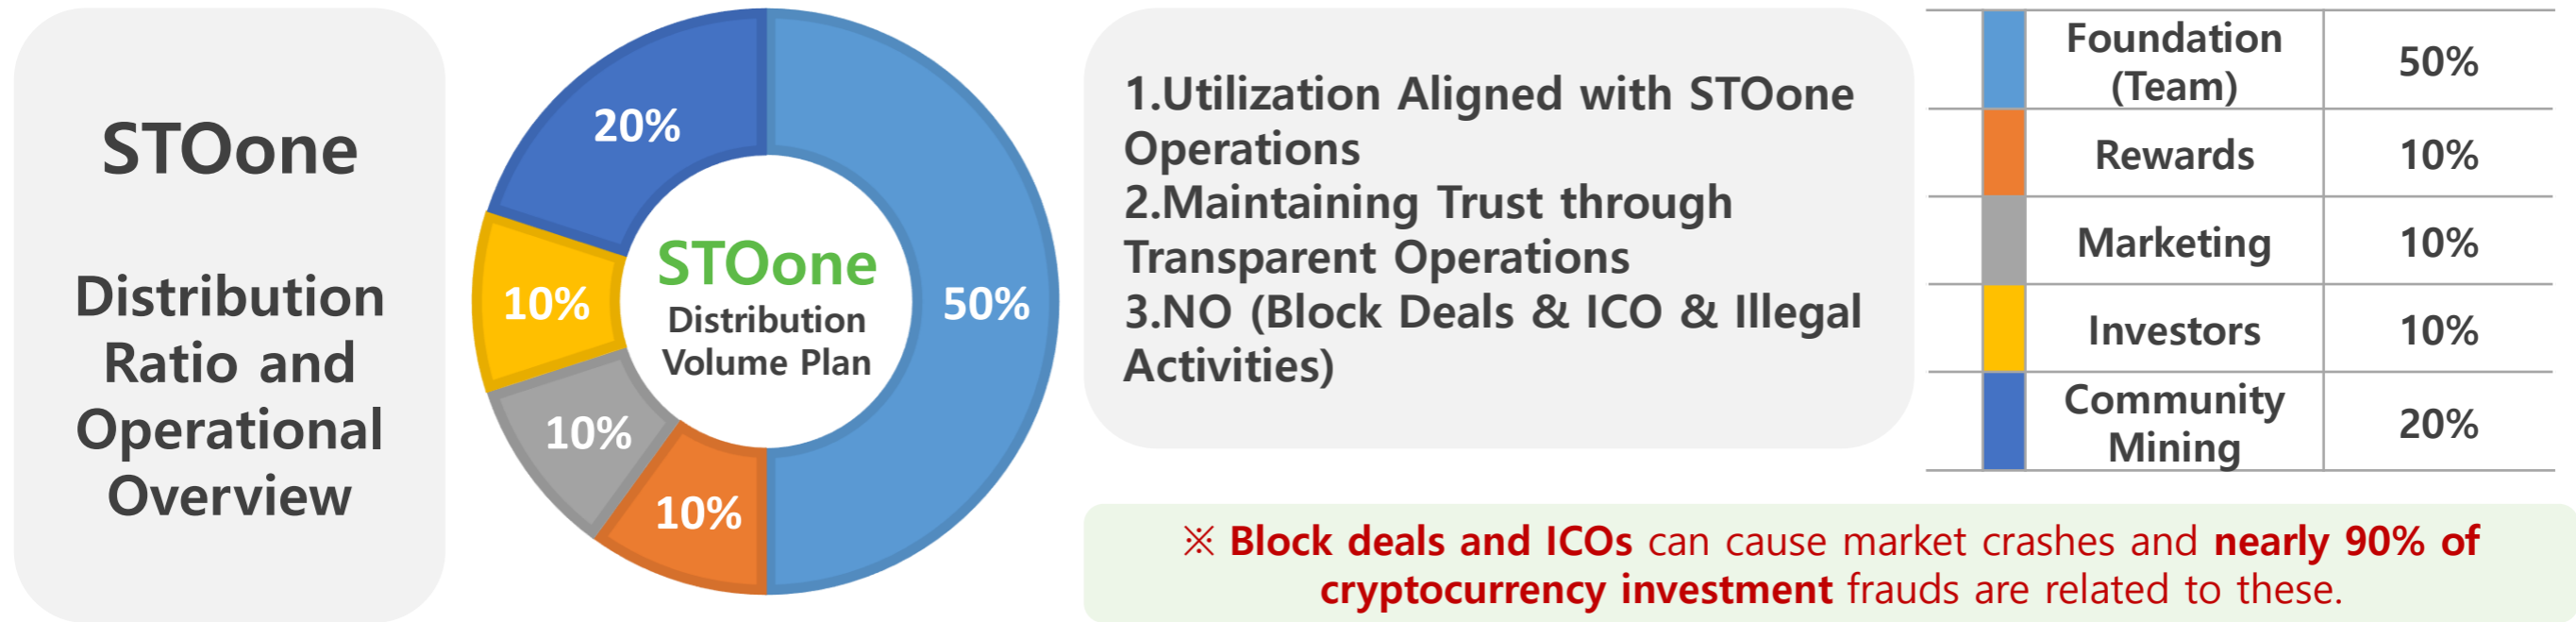 STOone
Distribution
Ratio and
Operational
Overview
20%
10%
10%
10%
50%
STOone
Distribution
Volume Plan
1.Utilization Aligned with STOone
Operations
2.Maintaining Trust through
Transparent Operations
3.NO (Block Deals & ICO & Illegal
Activities)
Foundation
(Team)
50%
Rewards
10%
Marketing
10%
Investors
10%
Community
Mining
20%
※ Block deals and ICOs can cause market crashes and nearly 90% of
cryptocurrency investment frauds are related to these.